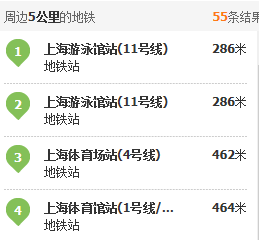 周边5公里的地铁 55条结果
1 上海游泳馆站(11号线) 286米
地铁站
2 上海游泳馆站(11号线) 286米
地铁站
3 上海体育场站(4号线) 462米
地铁站
4 上海体育馆站(1号线/... 464米
地铁站